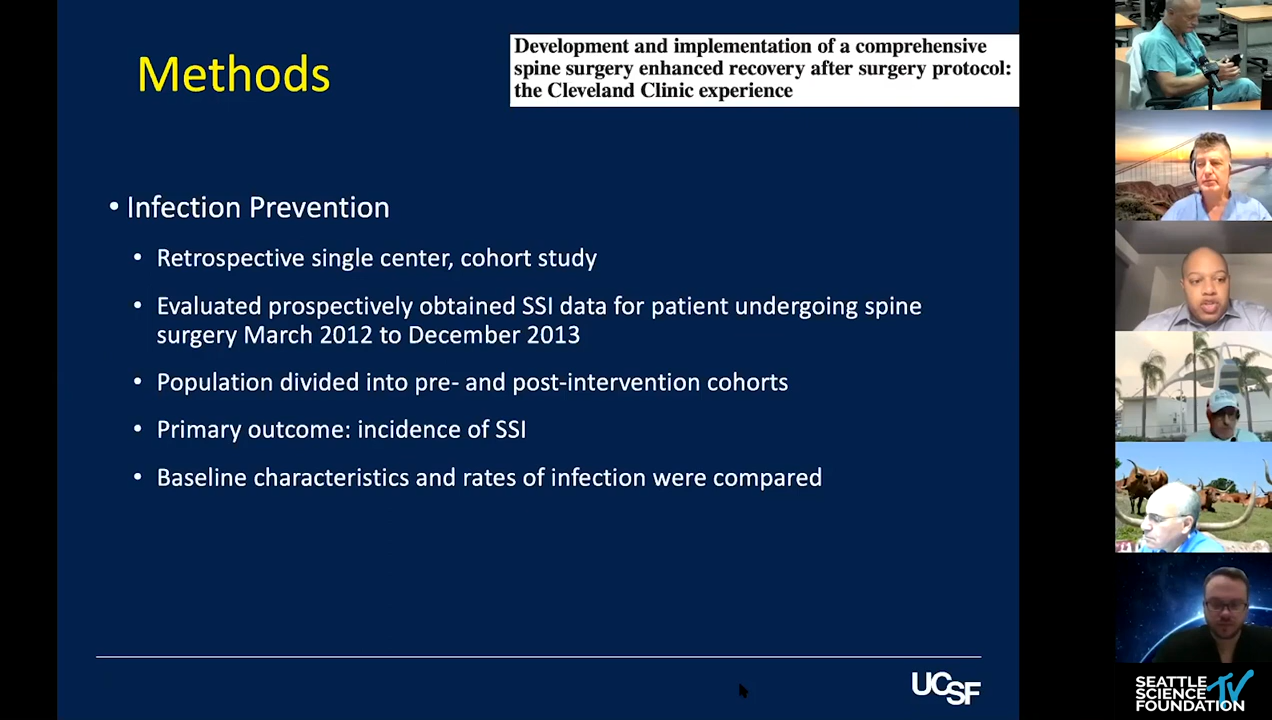 Methods
Development and implementation of a comprehensive
spine surgery enhanced recovery after surgery protocol:
the Cleveland Clinic experience
• Infection Prevention
• Retrospective single center, cohort study
• Evaluated prospectively obtained SSI data for patient undergoing spine
surgery March 2012 to December 2013
• Population divided into pre- and post-intervention cohorts
• Primary outcome: incidence of SSI
• Baseline characteristics and rates of infection were compared
UCSF
SEATTLE
SCIENCE
FOUNDATION
TV